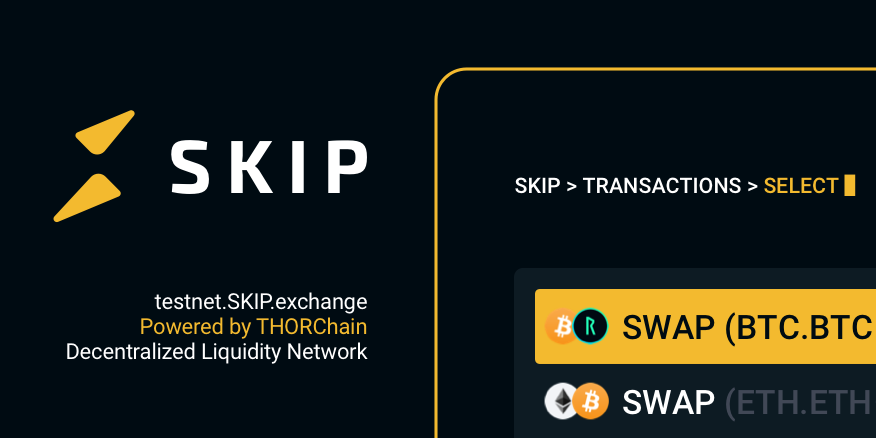 SKIP
testnet.SKIP.exchange
Powered by THORChain
Decentralized Liquidity Network
SKIP > TRANSACTIONS > SELECT
SWAP (BTC.BTC
SWAP (ETH.ETH